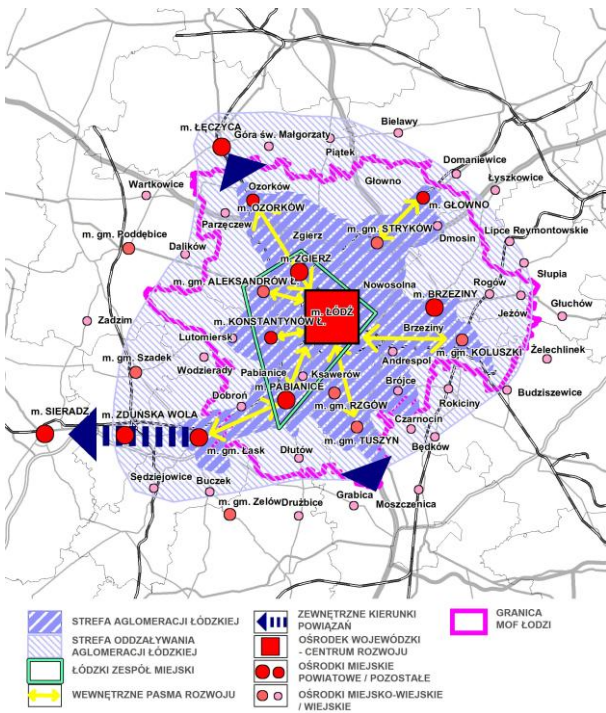 Bielawy
m. ŁĘCZYCA
Góra św. Małgorzaty
Piątek
Domaniewice
Wartkowice
Łyszkowice
Ozorków
Głowno
m. OZORKÓW
m. GŁOWNO
Parzęczew
m. gm. STRYKÓW
Dmosin
Lipce Reymontowskie
m. gm. Poddębice
Zgierz
Dalików
m. ZGIERZ
Słupia
m. gm. ALEKSANDRÓW Ł.
Nowosolna
Rogów
m. BRZEZINY
Jeżów
Głuchów
m. ŁÓDŹ
Zadzim
m. KONSTANTYNÓW Ł.
Brzeziny
Lutomiersk
m. gm. KOLUSZKI
Żelechlinek
Wodzierady
Pabianice
Andrespol
m. gm. Szadek
Ksawerów
m. PABIANICE
Brójce
Rokiciny
Budziszewice
Dobroń
m. gm. RZGÓW
m. SIERADZ
m. ZDUŃSKA WOLA
Czarnocin
m. gm. TUSZYN
Będków
m. gm. Łask
Dłutów
Sędziejowice
Buczek
Grabica
m. gm. Zelów
Drużbice
Moszczenica
STREFA AGLOMERACJI ŁÓDZKIEJ
STREFA ODDZAŁYWANIA
AGLOMERACJI ŁÓDZKIEJ
ŁÓDZKI ZESPÓŁ MIEJSKI
WEWNĘTRZNE PASMA ROZWOJU
ZEWNĘTRZNE KIERUNKI
POWIĄZAŃ
OŚRODEK WOJEWÓDZKI
- CENTRUM ROZWOJU
OŚRODKI MIEJSKIE
POWIATOWE / POZOSTAŁE
OŚRODKI MIEJSKO-WIEJSKIE
/ WIEJSKIE
GRANICA
MOF ŁODZI